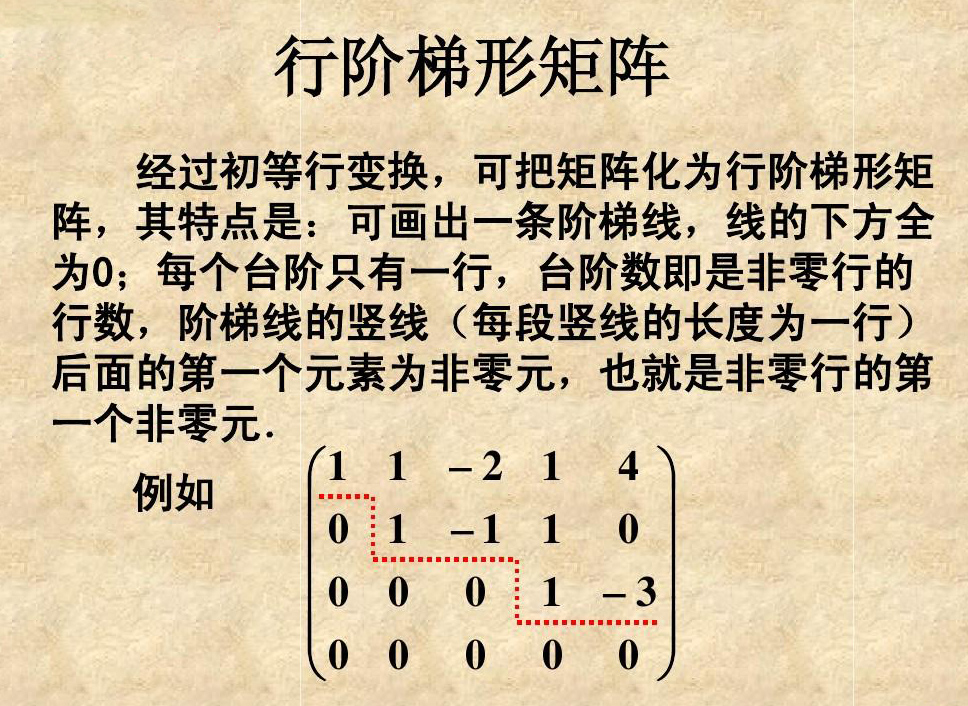 行阶梯形矩阵
经过初等行变换，可把矩阵化为行阶梯形矩
阵，其特点是：可画出一条阶梯线，线的下方全
为0；每个台阶只有一行，台阶数即是非零行的
行数，阶梯线的竖线（每段竖线的长度为一行）
后面的第一个元素为非零元，也就是非零行的第
一个非零元.
例如
1 1 −2 1 4
0 1 −1 1 0
0 0 0 1 −3
0 0 0 0 0